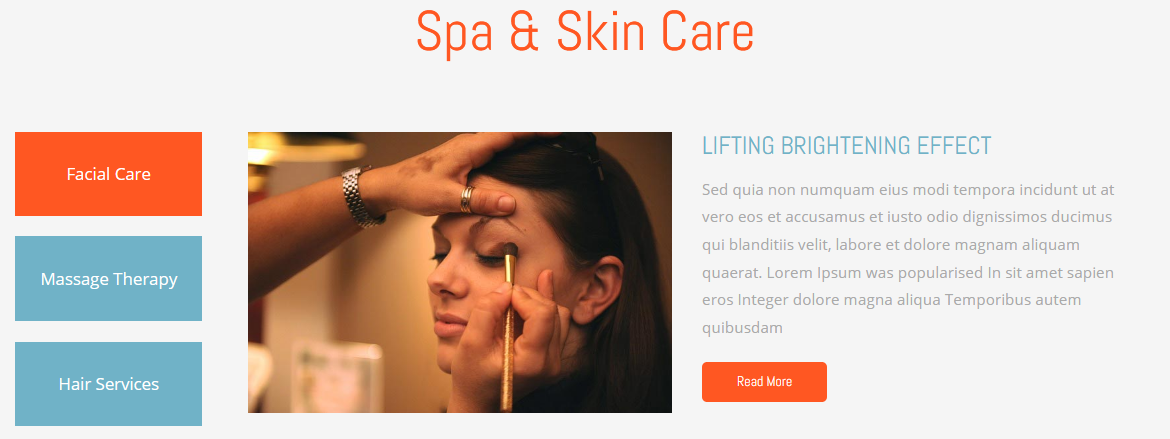 Spa & Skin Care
Facial Care
Massage Therapy
Hair Services
LIFTING BRIGHTENING EFFECT
Sed quia non numquam eius modi tempora incidunt ut at
vero eos et accusamus et iusto odio dignissimos ducimus
qui blanditiis velit, labore et dolore magnam aliquam
quaerat. Lorem Ipsum was popularised In sit amet sapien
eros Integer dolore magna aliqua Temporibus autem
quibusdam
Read More